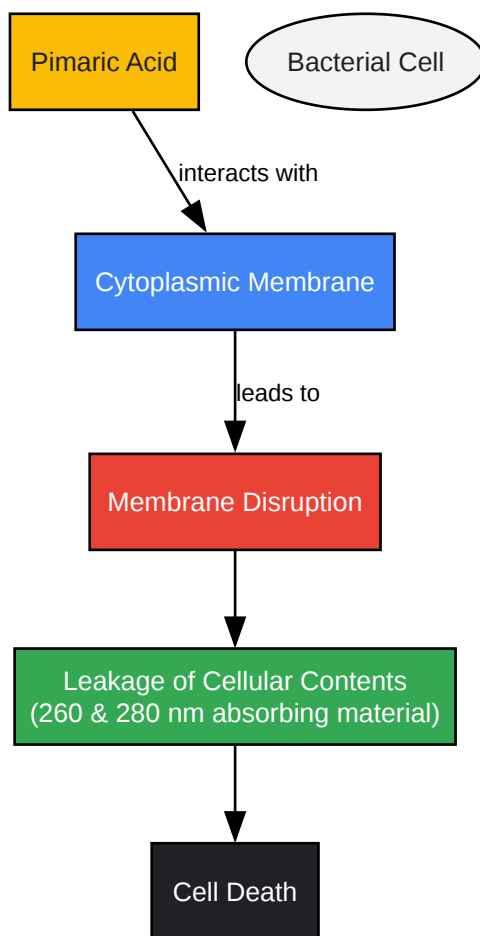 Pimaric Acid
Bacterial Cell
interacts with
Cytoplasmic Membrane
leads to
Membrane Disruption
Leakage of Cellular Contents
(260 & 280 nm absorbing material)
Cell Death